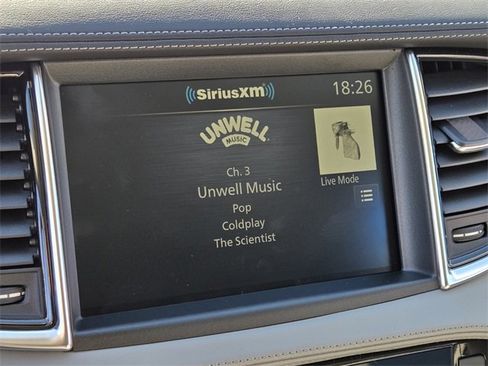 SiriusXm
18:26
UNWELL
MUSIC
Ch. 3
Unwell Music
Live Mode
Pop
Coldplay
The Scientist